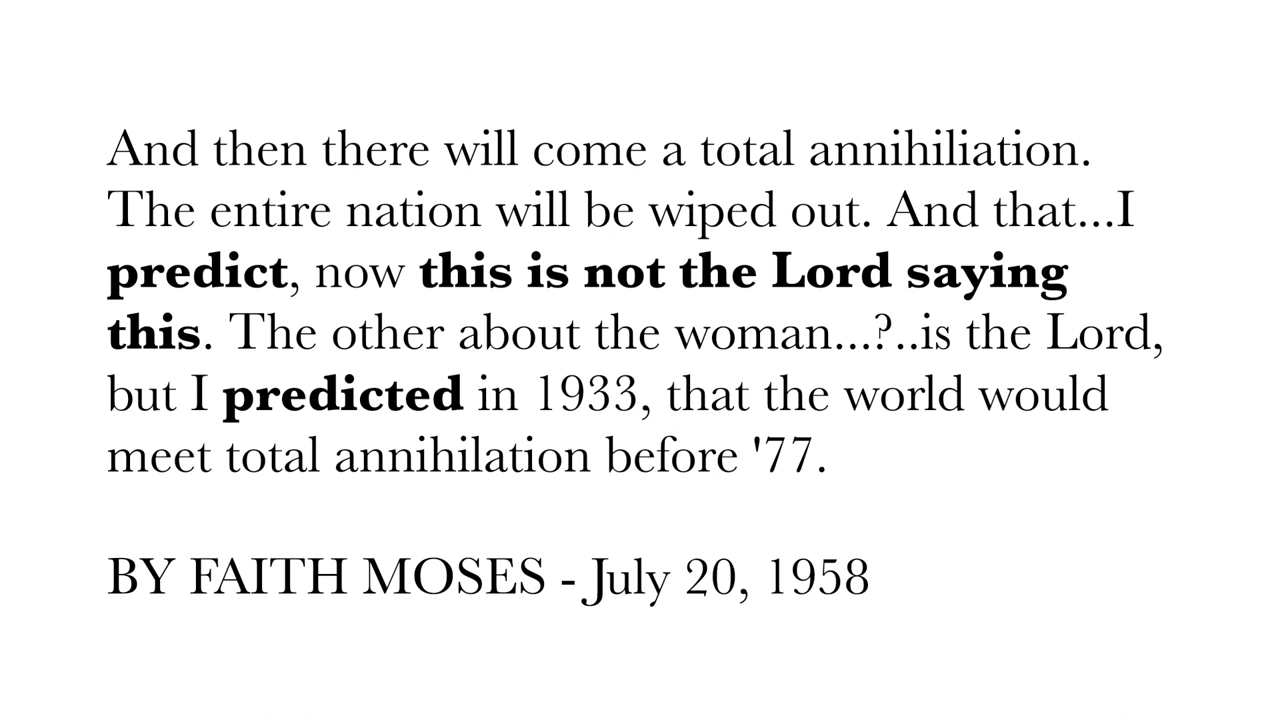 And then there will come a total annihiliation.
The entire nation will be wiped out. And that...I
predict, now this is not the Lord saying
this. The other about the woman...?..is the Lord,
but I predicted in 1933, that the world would
meet total annihilation before '77.
BY FAITH MOSES - July 20, 1958